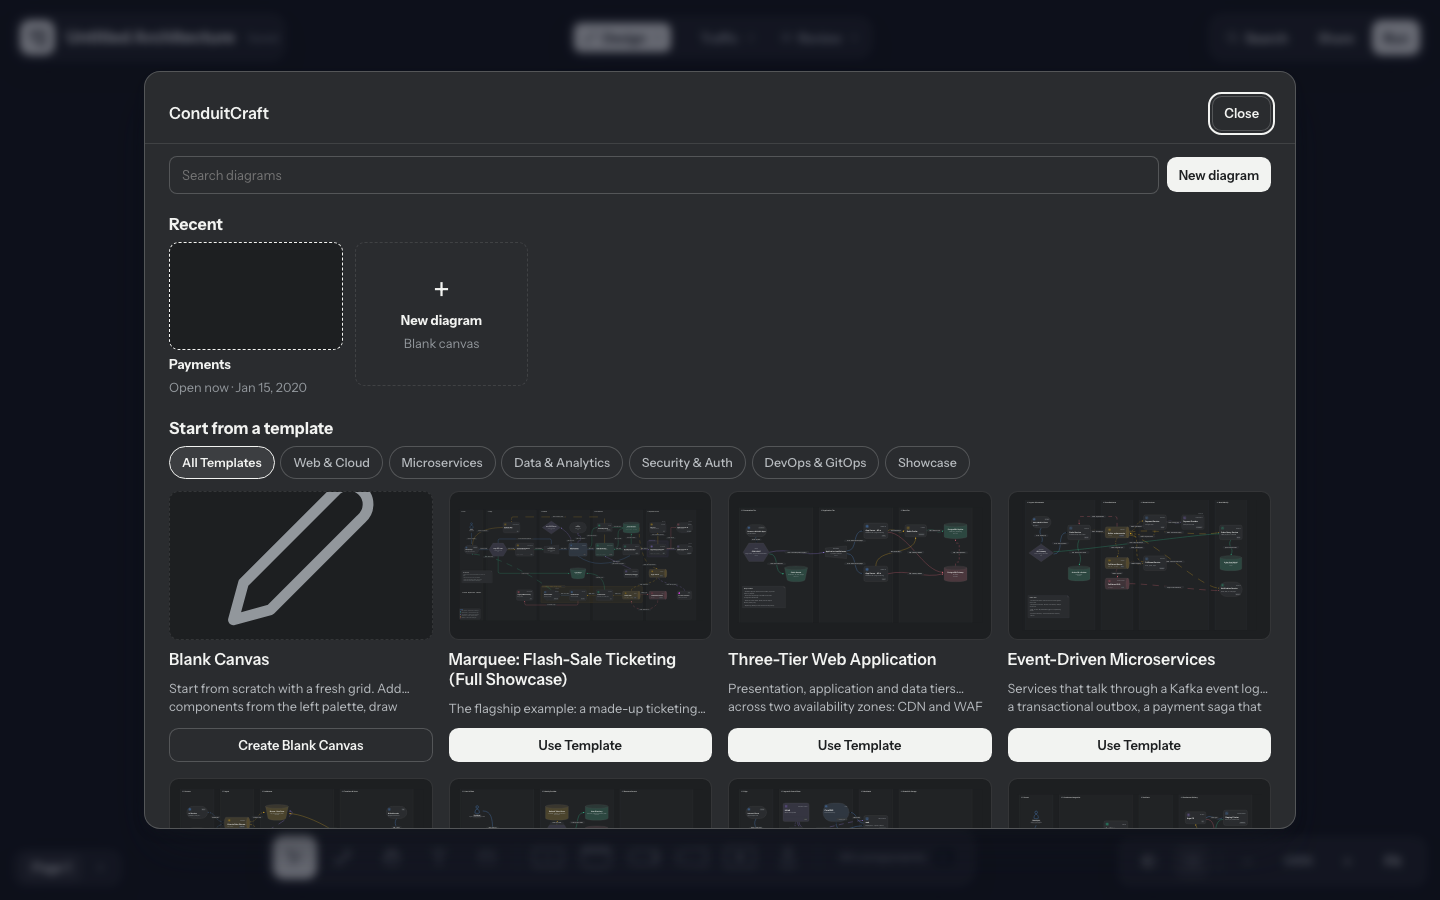 Untitled Architecture
Search
ConduitCraft
Close
Search diagrams
New diagram
Recent
Payments
Open now · Jan 15, 2020
+
New diagram
Blank canvas
Start from a template
All Templates
Web & Cloud
Microservices
Data & Analytics
Security & Auth
DevOps & GitOps
Showcase
Blank Canvas
Start from scratch with a fresh grid. Add…
components from the left palette, draw
Create Blank Canvas
Marquee: Flash-Sale Ticketing
(Full Showcase)
The flagship example: a made-up ticketing…
Use Template
Three-Tier Web Application
Presentation, application and data tiers…
across two availability zones: CDN and WAF
Use Template
Event-Driven Microservices
Services that talk through a Kafka event log…
a transactional outbox, a payment saga that
Use Template